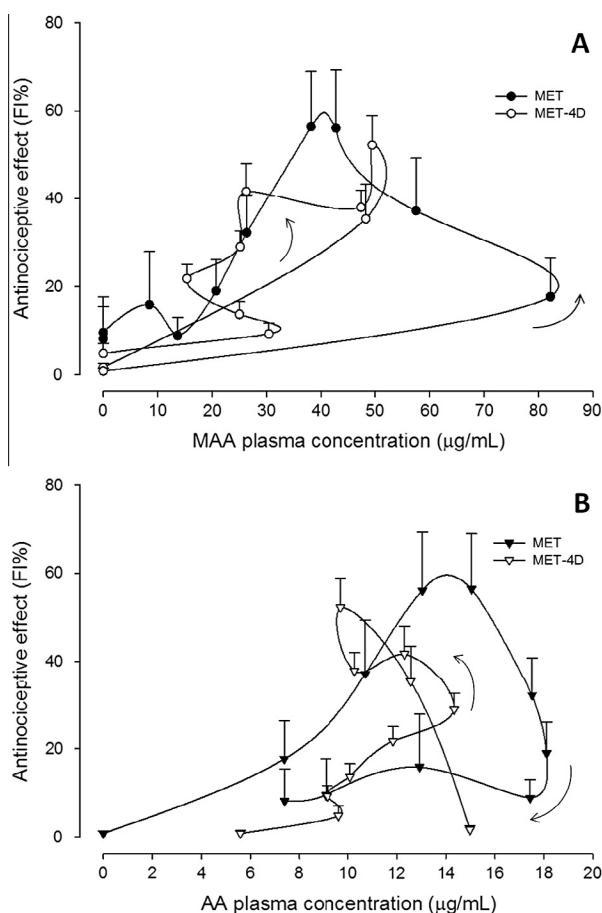 A
Antinociceptive effect (FI%)
80
60
40
20
0
MET
MET-4D
0 10 20 30 40 50 60 70 80 90
MAA plasma concentration (µg/mL)
B
Antinociceptive effect (FI%)
80
60
40
20
0
MET
MET-4D
0 2 4 6 8 10 12 14 16 18 20
AA plasma concentration (µg/mL)